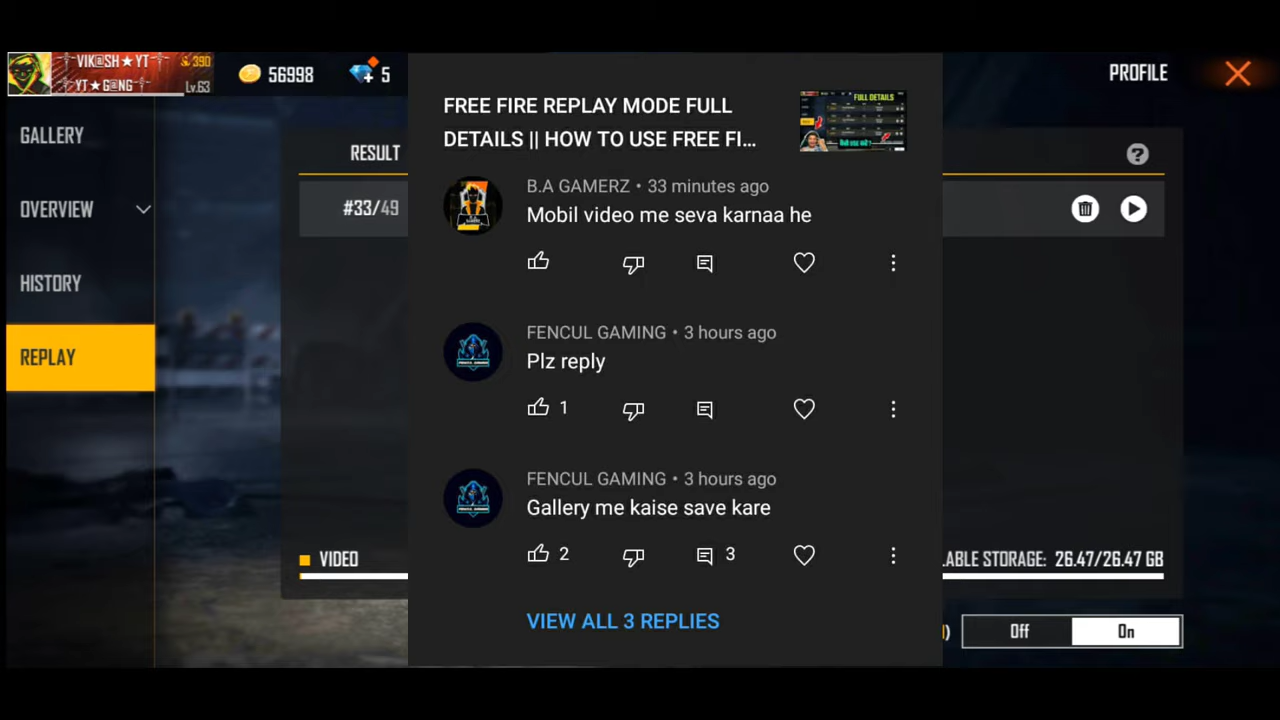 VIK@SH★YT
390
YT★G@NG
Lv.63
56998
5
PROFILE
GALLERY
OVERVIEW
HISTORY
REPLAY
RESULT
#33/49
FREE FIRE REPLAY MODE FULL
DETAILS || HOW TO USE FREE FI...
FULL DETAILS
B.A GAMERZ • 33 minutes ago
Mobil video me seva karnaa he
FENCUL GAMING • 3 hours ago
Plz reply
1
FENCUL GAMING • 3 hours ago
Gallery me kaise save kare
2
3
VIEW ALL 3 REPLIES
VIDEO
LABLE STORAGE: 26.47/26.47 GB
Off
On